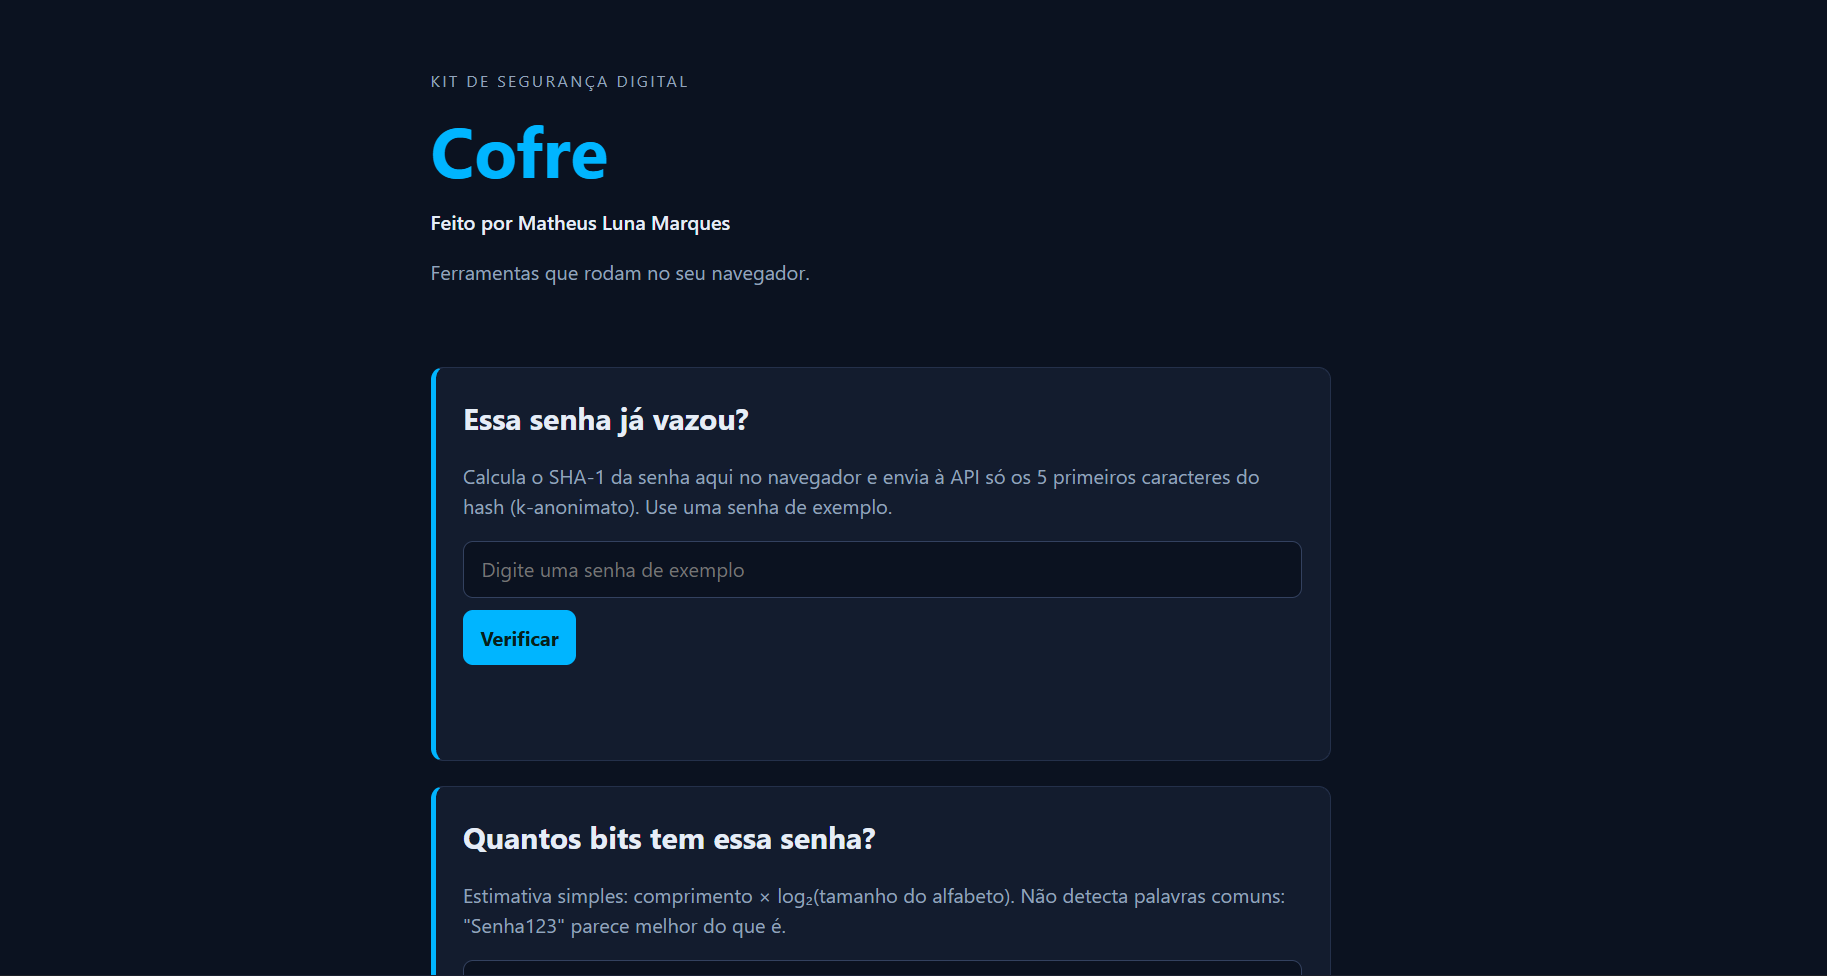 KIT DE SEGURANÇA DIGITAL
Cofre
Feito por Matheus Luna Marques
Ferramentas que rodam no seu navegador.
Essa senha já vazou?
Calcula o SHA-1 da senha aqui no navegador e envia à API só os 5 primeiros caracteres do
hash (k-anonimato). Use uma senha de exemplo.
Digite uma senha de exemplo
Verificar
Quantos bits tem essa senha?
Estimativa simples: comprimento × log₂(tamanho do alfabeto). Não detecta palavras comuns:
"Senha123" parece melhor do que é.